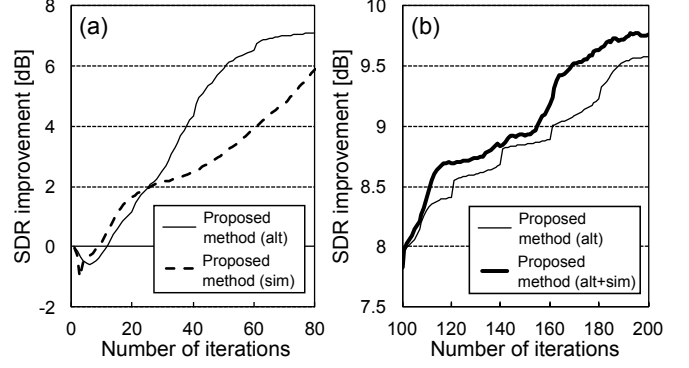 (a)
8
6
4
2
0
-2
SDR improvement [dB]
Proposed
method (alt)
Proposed
method (sim)
0 20 40 60 80
Number of iterations
(b)
10
9.5
9
8.5
8
7.5
SDR improvement [dB]
Proposed
method (alt)
Proposed
method (alt+sim)
100 120 140 160 180 200
Number of iterations